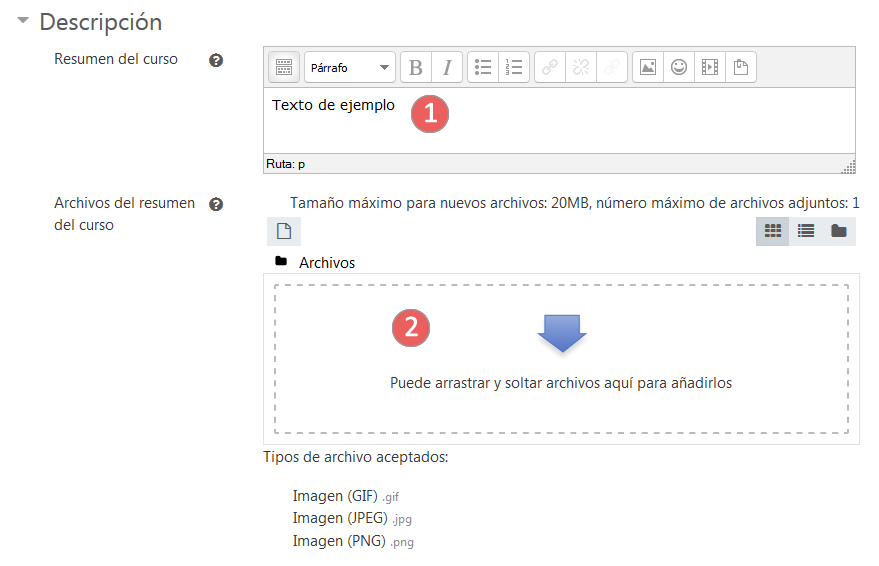 Descripción
Resumen del curso
Párrafo
B I
Texto de ejemplo
1
Ruta: p
Archivos del resumen
del curso
Tamaño máximo para nuevos archivos: 20MB, número máximo de archivos adjuntos: 1
Archivos
2
Puede arrastrar y soltar archivos aquí para añadirlos
Tipos de archivo aceptados:
Imagen (GIF) .gif
Imagen (JPEG) .jpg
Imagen (PNG) .png